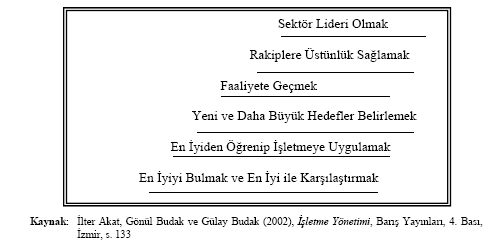 Sektör Lideri Olmak
Rakiplere Üstünlük Sağlamak
Faaliyete Geçmek
Yeni ve Daha Büyük Hedefler Belirlemek
En İyiden Öğrenip İşletmeye Uygulamak
En İyiyi Bulmak ve En İyi ile Karşılaştırmak
Kaynak: İlter Akat, Gönül Budak ve Gülay Budak (2002), İşletme Yönetimi, Barış Yayınları, 4. Bası,
İzmir, s. 133